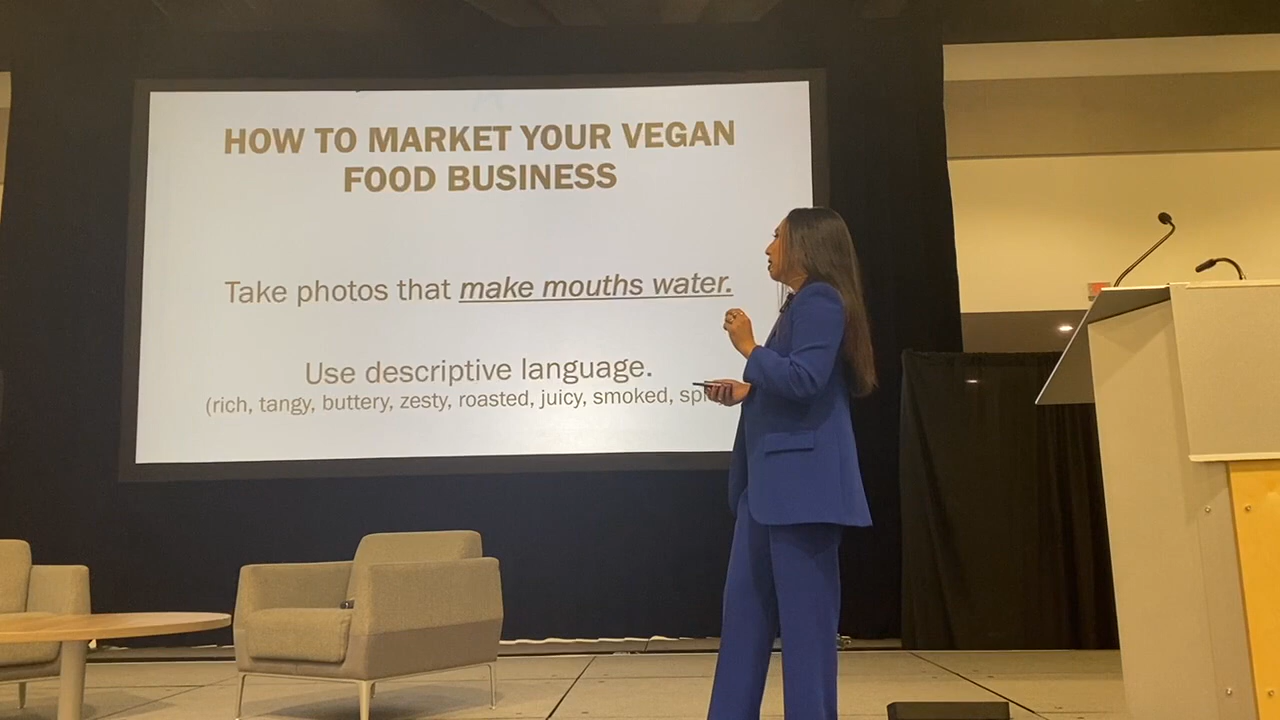 HOW TO MARKET YOUR VEGAN
FOOD BUSINESS
Take photos that make mouths water.
Use descriptive language.
(rich, tangy, buttery, zesty, roasted, juicy, smoked,